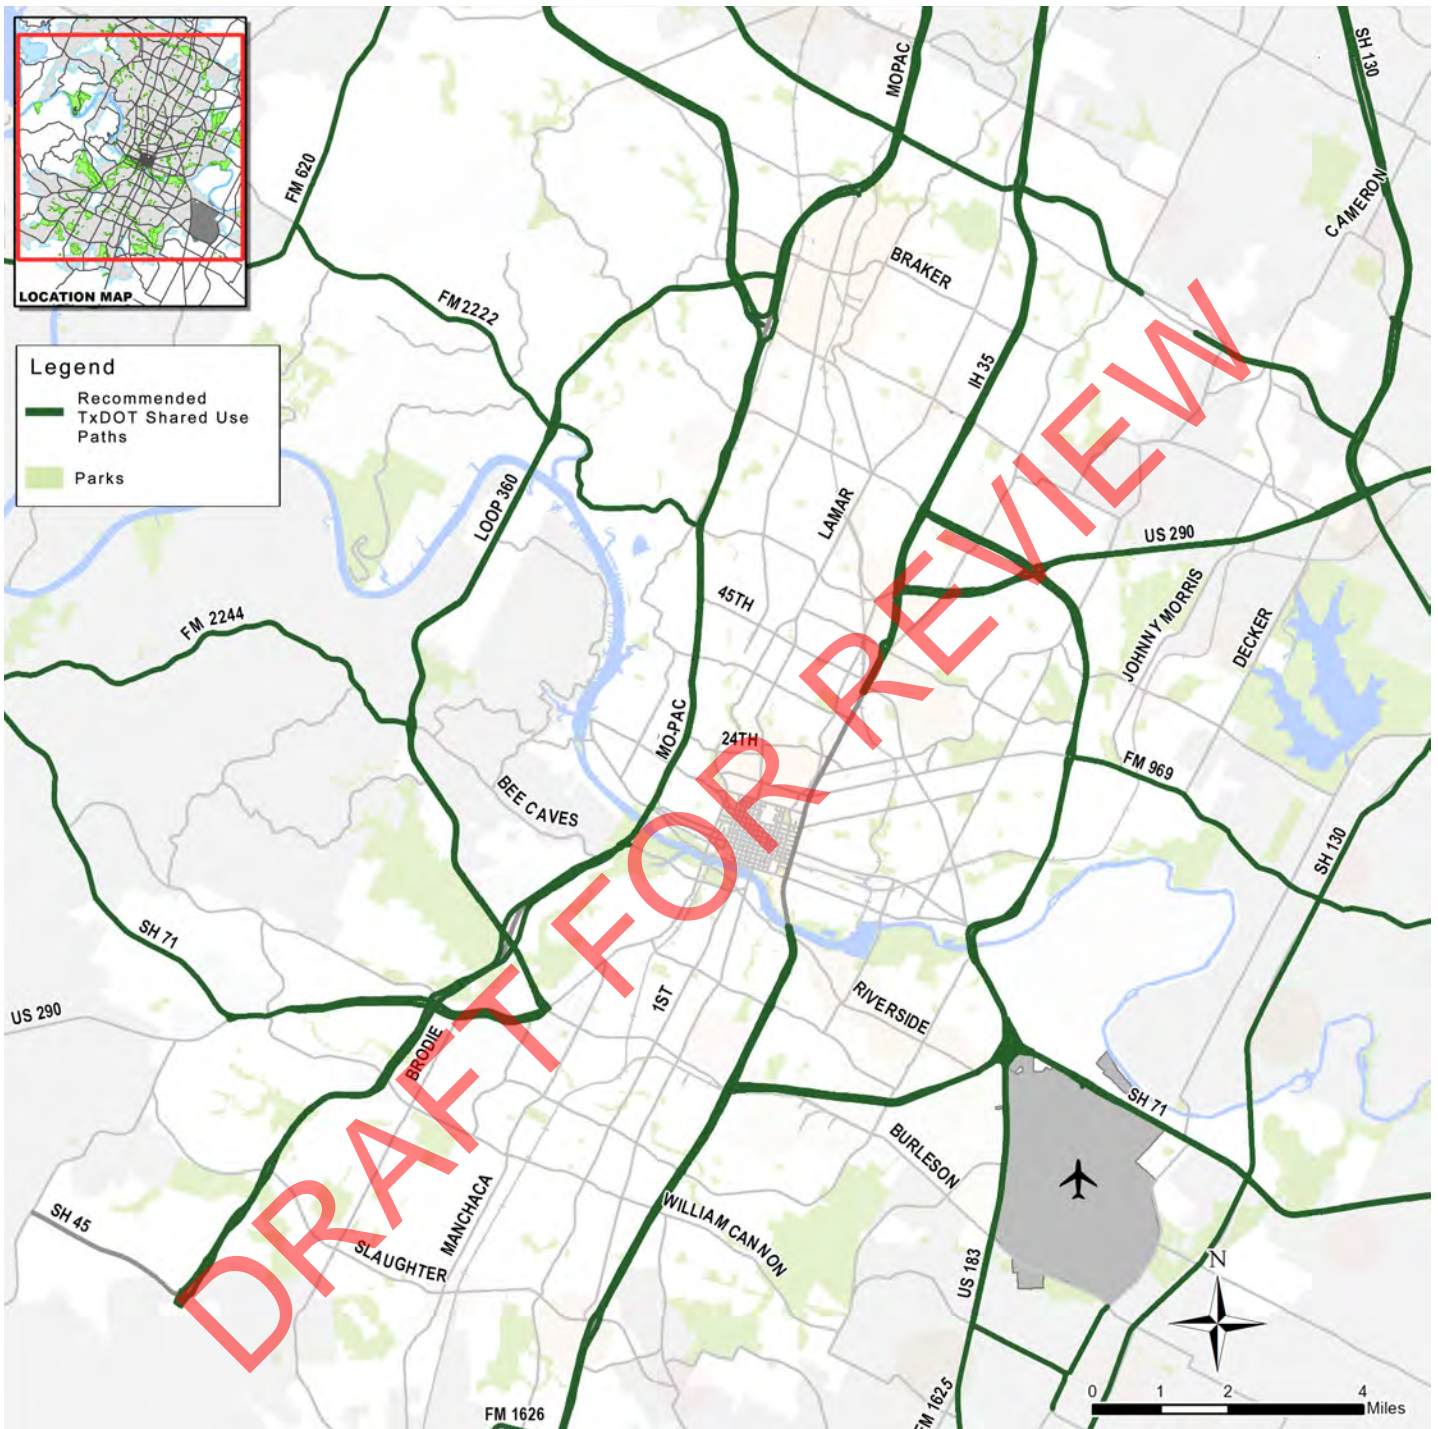 LOCATION MAP
Legend
Recommended
TxDOT Shared Use
Paths
Parks
MOPAC
SH 130
FM 620
CAMERON
BRAKER
FM 2222
IH 35
LOOP 360
LAMAR
US 290
45TH
JOHNNY MORRIS
DECKER
FM 2244
MO-PAC
24TH
FM 969
BEE CAVES
SH 130
SH 71
1ST
RIVERSIDE
US 290
BRODIE
SH 71
BURLESON
MANCHACA
WILLIAM CANNON
SH 45
SLAUGHTER
US 183
N
FM 1625
FM 1626
0 1 2 4
Miles
DRAFT FOR REVIEW